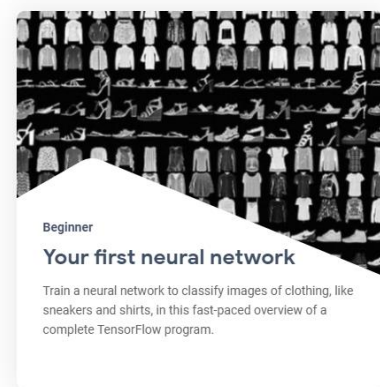 Beginner
Your first neural network
Train a neural network to classify images of clothing, like
sneakers and shirts, in this fast-paced overview of a
complete TensorFlow program.